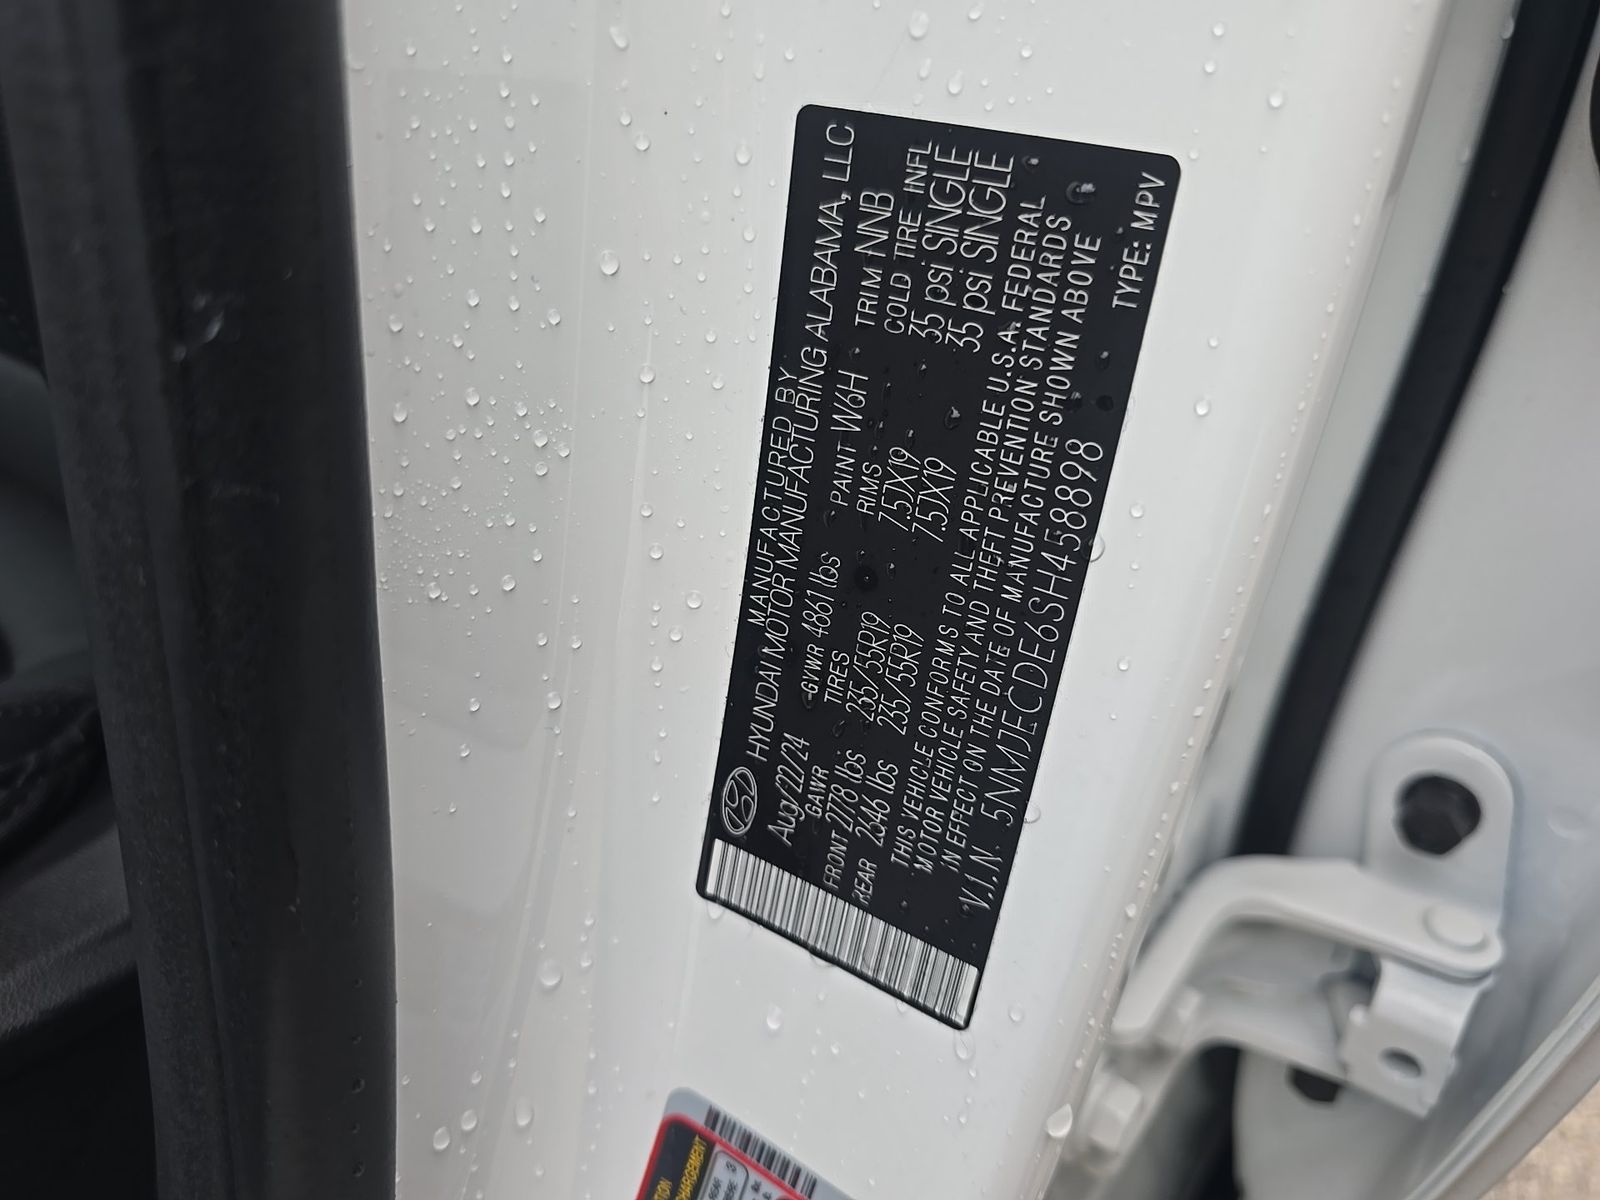 MANUFACTURED BY
HYUNDAI MOTOR MANUFACTURING ALABAMA, LLC
Aug/22/24 GVWR 4861 lbs PAINT W6H TRIM NNB
GAWR TIRES RIMS COLD TIRE INFL
FRONT 2778 lbs 235/55R19 7.5JX19 35 psi SINGLE
REAR 2646 lbs 235/55R19 7.5JX19 35 psi SINGLE
THIS VEHICLE CONFORMS TO ALL APPLICABLE U.S.A. FEDERAL
MOTOR VEHICLE SAFETY AND THEFT PREVENTION STANDARDS
IN EFFECT ON THE DATE OF MANUFACTURE SHOWN ABOVE
V.I.N. 5NMJECDE6SH458898 TYPE: MPV